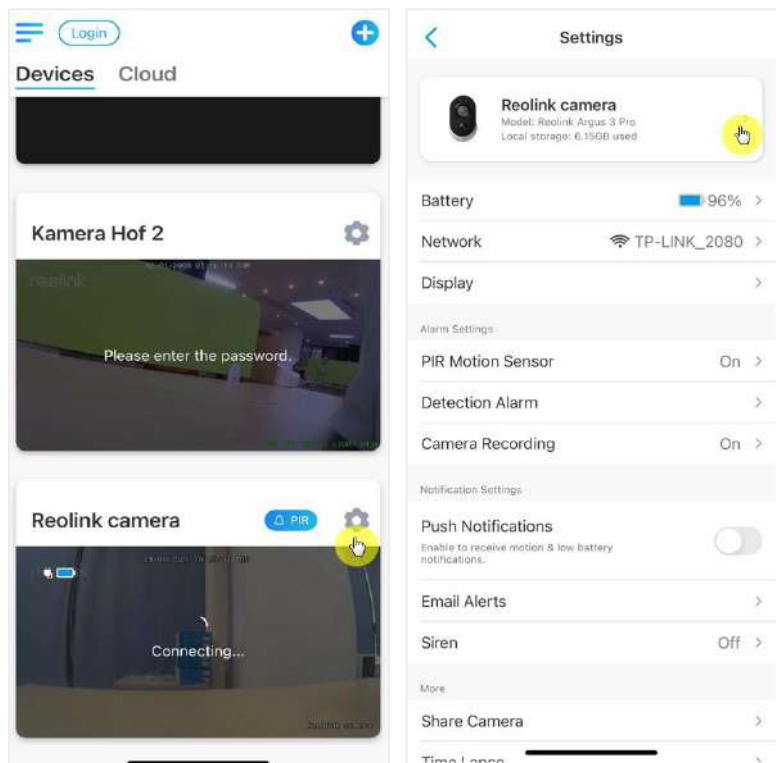 Login
Devices Cloud
Kamera Hof 2
reolink
Please enter the password.
Reolink camera
PIR
Connecting...
Reolink camera
Settings
Reolink camera
Model: Reolink Argus 3 Pro
Local storage: 6.15GB used
Battery 96%
Network TP-LINK_2080
Display
Alarm Settings
PIR Motion Sensor On
Detection Alarm
Camera Recording On
Notification Settings
Push Notifications
Enable to receive motion & low battery
notifications.
Email Alerts
Siren Off
More
Share Camera
Time Lapse